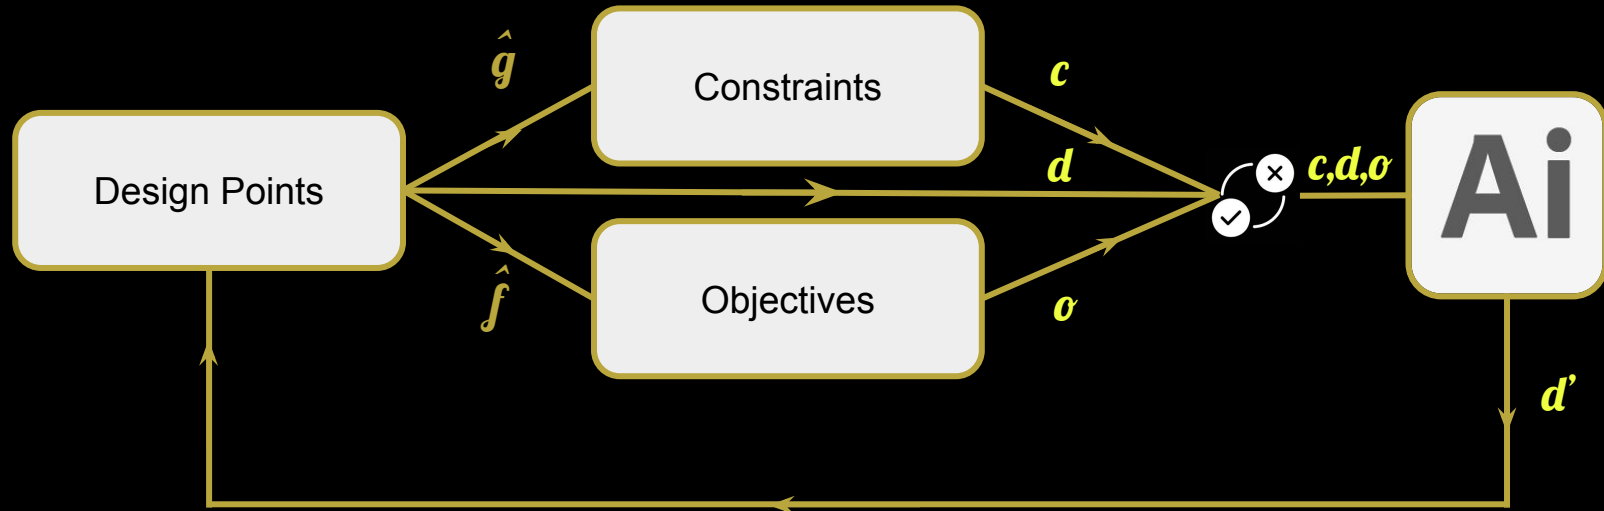 ĝ
Constraints
c
Design Points
d
c,d,o
Ai
f̂
Objectives
o
d’